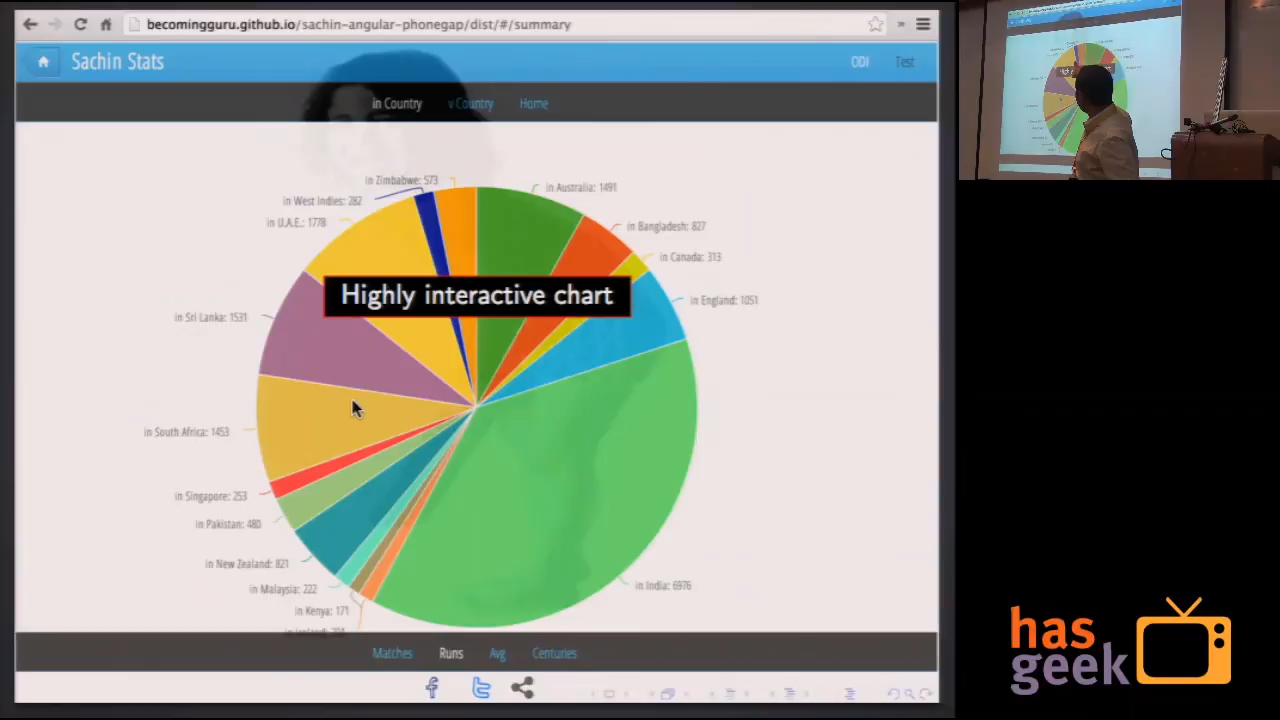 becomingguru.github.io/sachin-angular-phonegap/dist/#/summary
Sachin Stats
ODI
Test
in Country
v Country
Home
in Zimbabwe: 573
in Australia: 1491
in West Indies: 282
in U.A.E.: 1778
in Bangladesh: 827
in Canada: 313
Highly interactive chart
in England: 1051
in Sri Lanka: 1531
in South Africa: 1453
in Singapore: 253
in Pakistan: 480
in New Zealand: 821
in India: 6976
in Malaysia: 222
in Kenya: 171
Matches
Runs
Avg
Centuries
has
geek